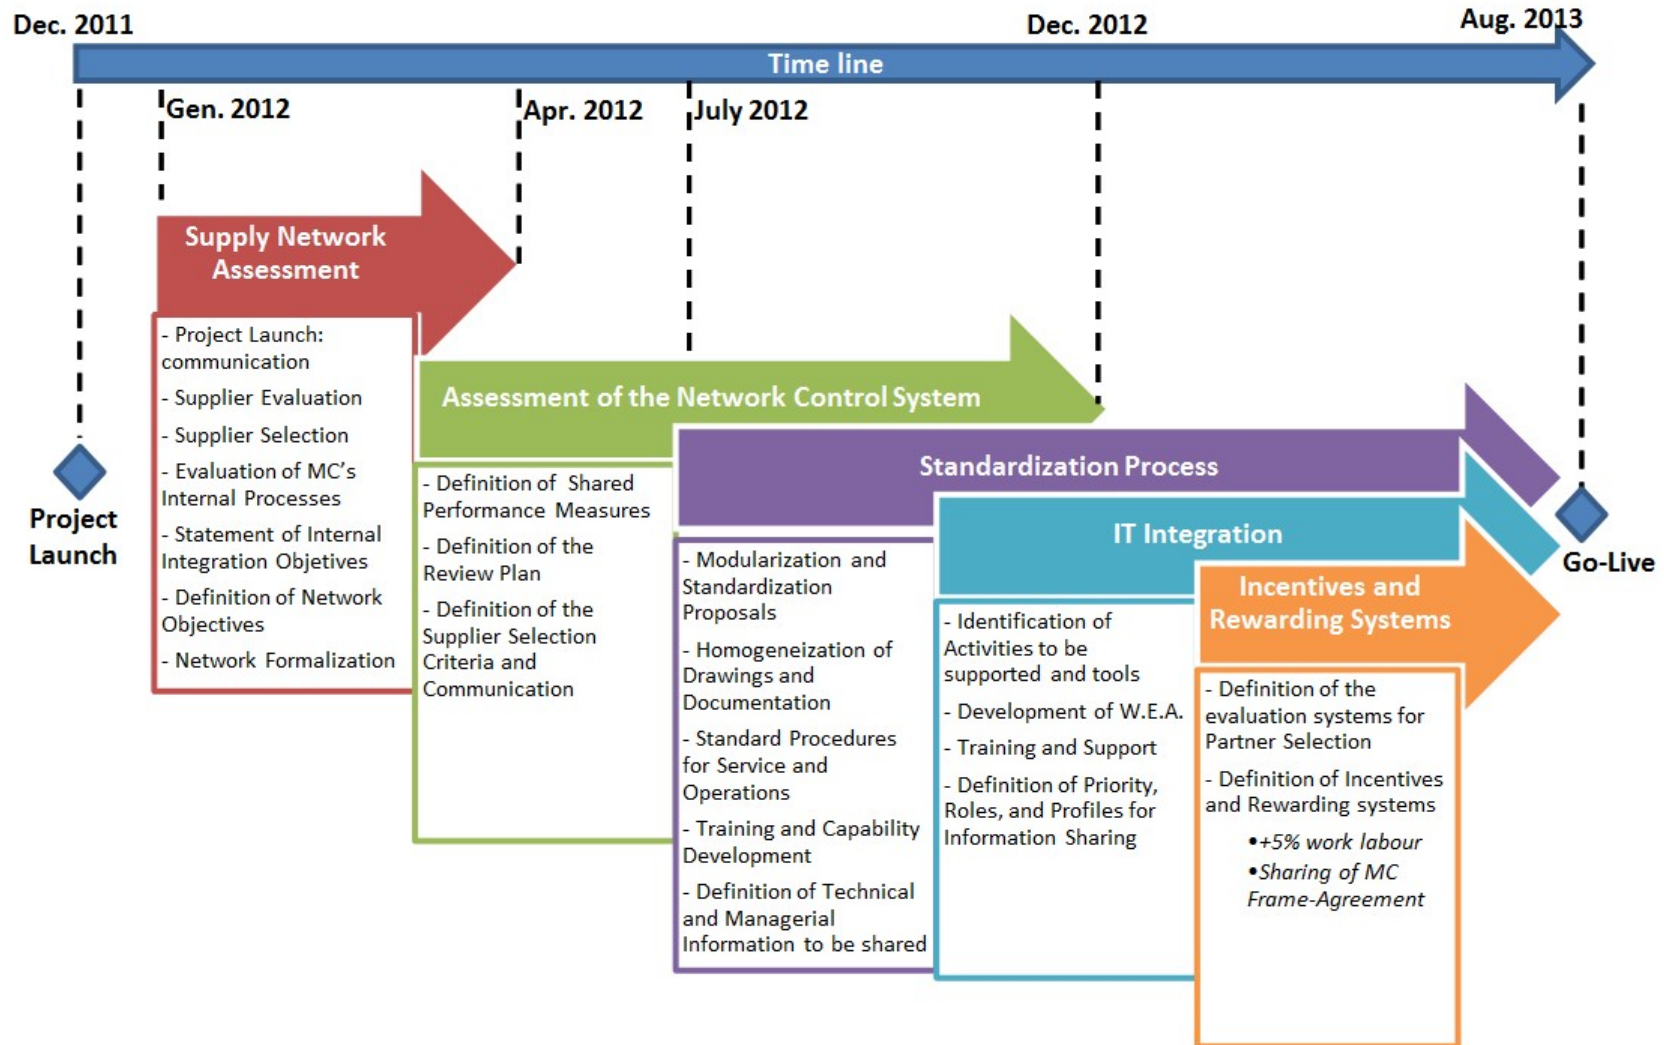 Dec. 2011
Dec. 2012
Aug. 2013
Time line
Gen. 2012
Apr. 2012
July 2012
Supply Network
Assessment
- Project Launch:
communication
- Supplier Evaluation
- Supplier Selection
- Evaluation of MC's
Internal Processes
- Statement of Internal
Integration Objetives
- Definition of Network
Objectives
- Network Formalization
Project
Launch
Assessment of the Network Control System
- Definition of Shared
Performance Measures
- Definition of the
Review Plan
- Definition of the
Supplier Selection
Criteria and
Communication
Standardization Process
- Modularization and
Standardization
Proposals
- Homogeneization of
Drawings and
Documentation
- Standard Procedures
for Service and
Operations
- Training and Capability
Development
- Definition of Technical
and Managerial
Information to be shared
IT Integration
- Identification of
Activities to be
supported and tools
- Development of W.E.A.
- Training and Support
- Definition of Priority,
Roles, and Profiles for
Information Sharing
Incentives and
Rewarding Systems
- Definition of the
evaluation systems for
Partner Selection
- Definition of Incentives
and Rewarding systems
•+5% work labour
•Sharing of MC
Frame-Agreement
Go-Live